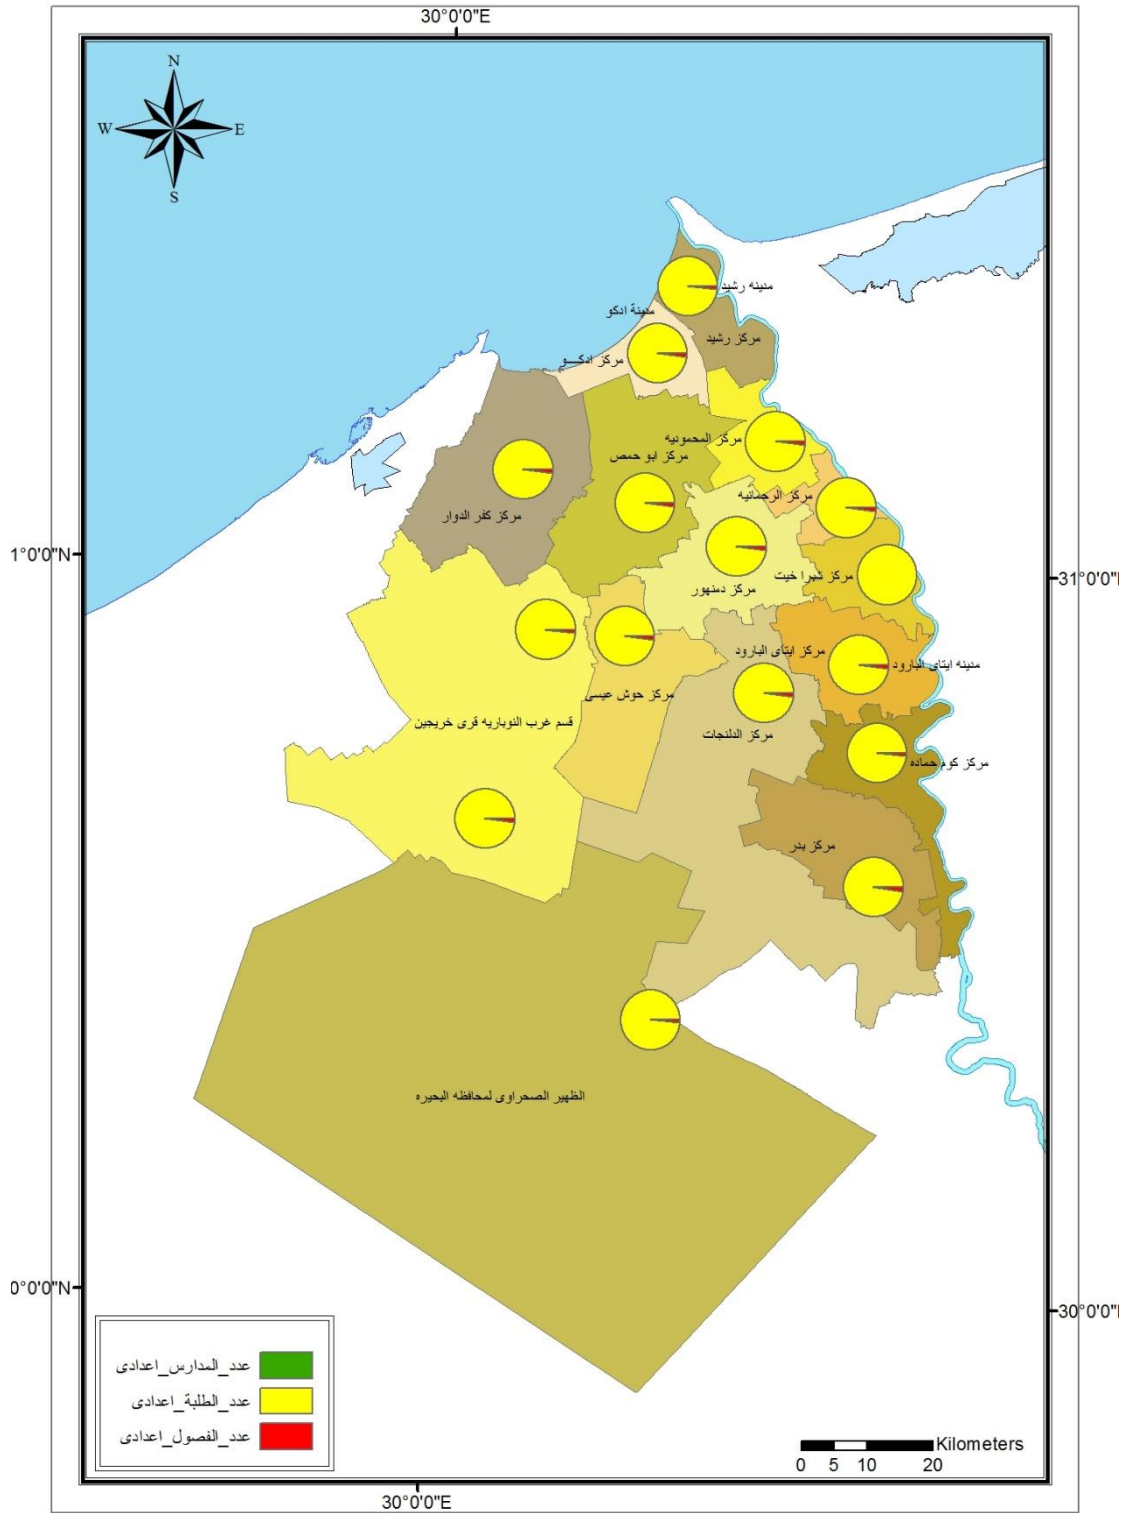 30°0'0"E
N
W
E
S
مدينه رشيد
مدينة ادكو
مركز رشيد
مركز ادكـــو
مركز المحموديه
مركز ابو حمص
مركز الرحمانيه
مركز كفر الدوار
1°0'0"N
31°0'0"
مركز شبرا خيت
مركز دمنهور
مركز ايتاى البارود
مدينه ايتاى البارود
مركز حوش عيسى
قسم غرب النوباريه قرى خريجين
مركز الدلنجات
مركز كوم حماده
مركز بدر
الظهير الصحراوى لمحافظه البحيره
0°0'0"N
30°0'0"
عدد_المدارس_اعدادى
عدد_الطلبة_اعدادى
عدد_الفصول_اعدادى
Kilometers
0 5 10 20
30°0'0"E